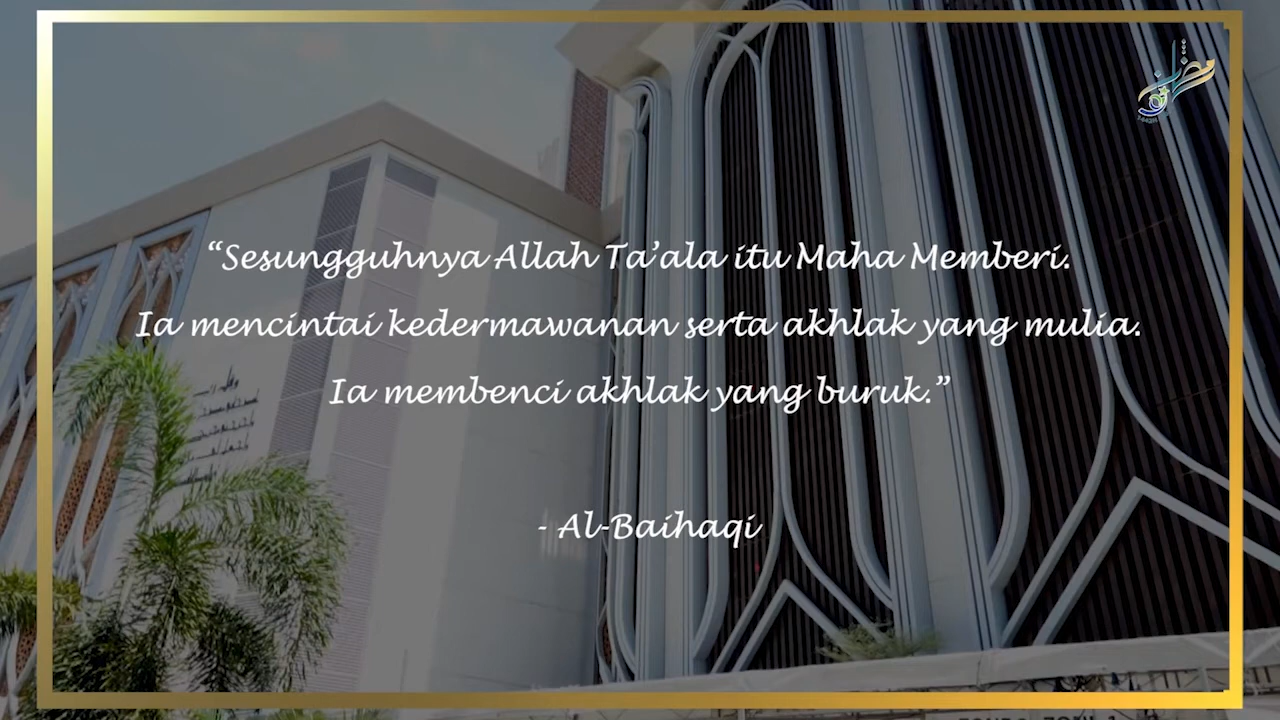 “Sesungguhnya Allah Ta’ala itu Maha Memberi.
Ia mencintai kedermawanan serta akhlak yang mulia.
Ia membenci akhlak yang buruk.”
- Al-Baihaqi
رمضان